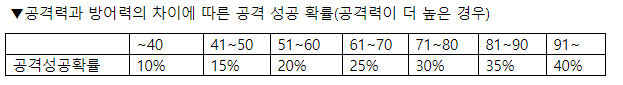 ▼공격력과 방어력의 차이에 따른 공격 성공 확률(공격력이 더 높은 경우)
~40 41~50 51~60 61~70 71~80 81~90 91~
공격성공확률 10% 15% 20% 25% 30% 35% 40%